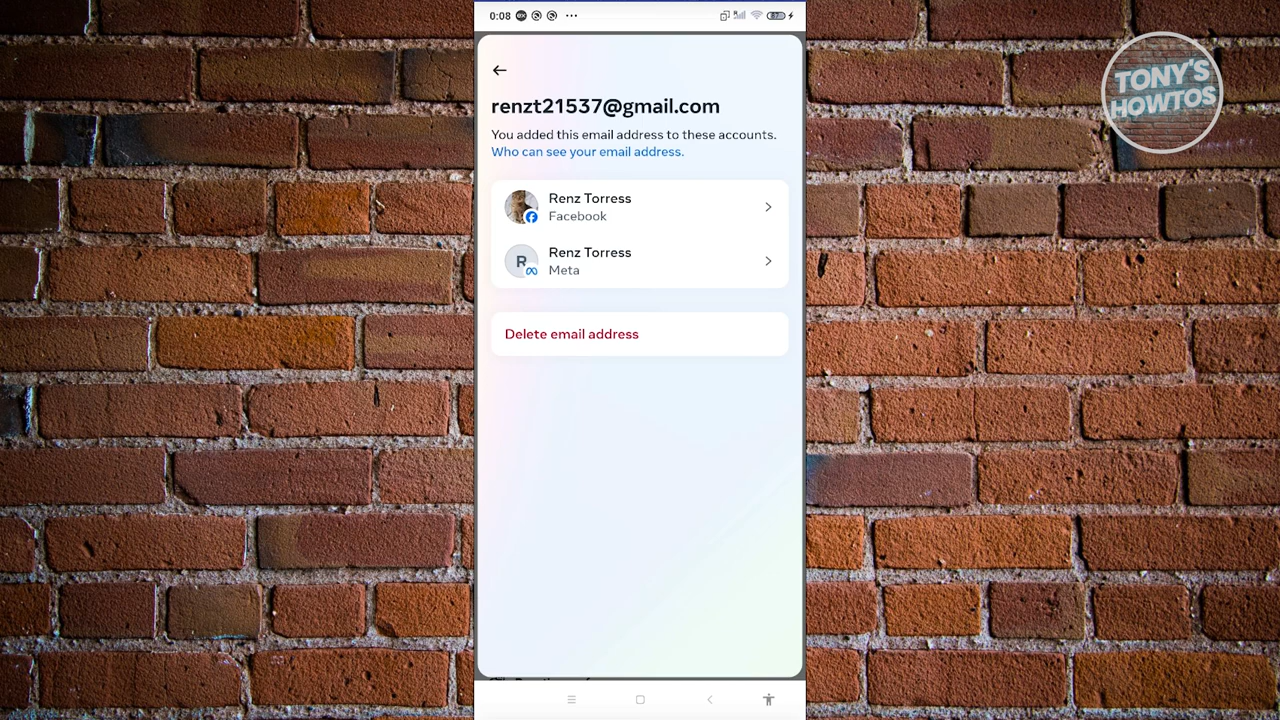 0:08
TONY'S
HOWTOS
renzt21537@gmail.com
You added this email address to these accounts.
Who can see your email address.
Renz Torress
Facebook
R
Renz Torress
Meta
Delete email address